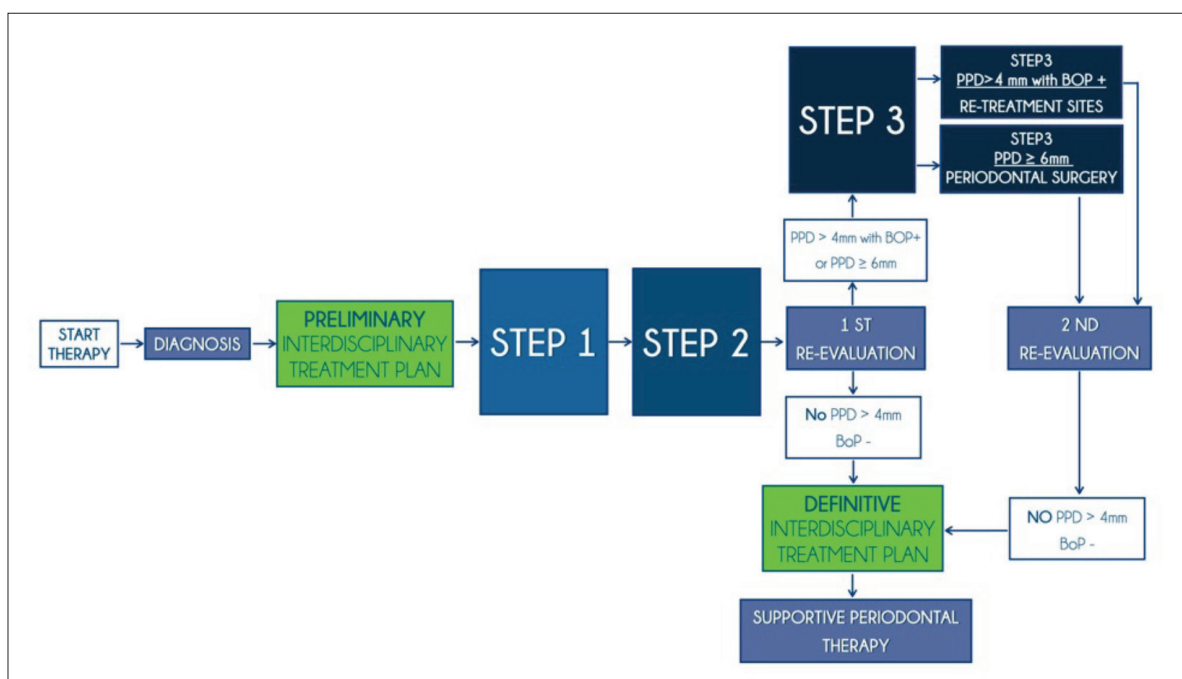 START
THERAPY
DIAGNOSIS
PRELIMINARY
INTERDISCIPLINARY
TREATMENT PLAN
STEP 1
STEP 2
1 ST
RE-EVALUATION
PPD > 4mm with BOP+
or PPD ≥ 6mm
STEP 3
STEP3
PPD> 4 mm with BOP +
RE-TREATMENT SITES
STEP3
PPD ≥ 6mm
PERIODONTAL SURGERY
2 ND
RE-EVALUATION
No PPD > 4mm
BoP -
NO PPD > 4mm
BoP -
DEFINITIVE
INTERDISCIPLINARY
TREATMENT PLAN
SUPPORTIVE PERIODONTAL
THERAPY